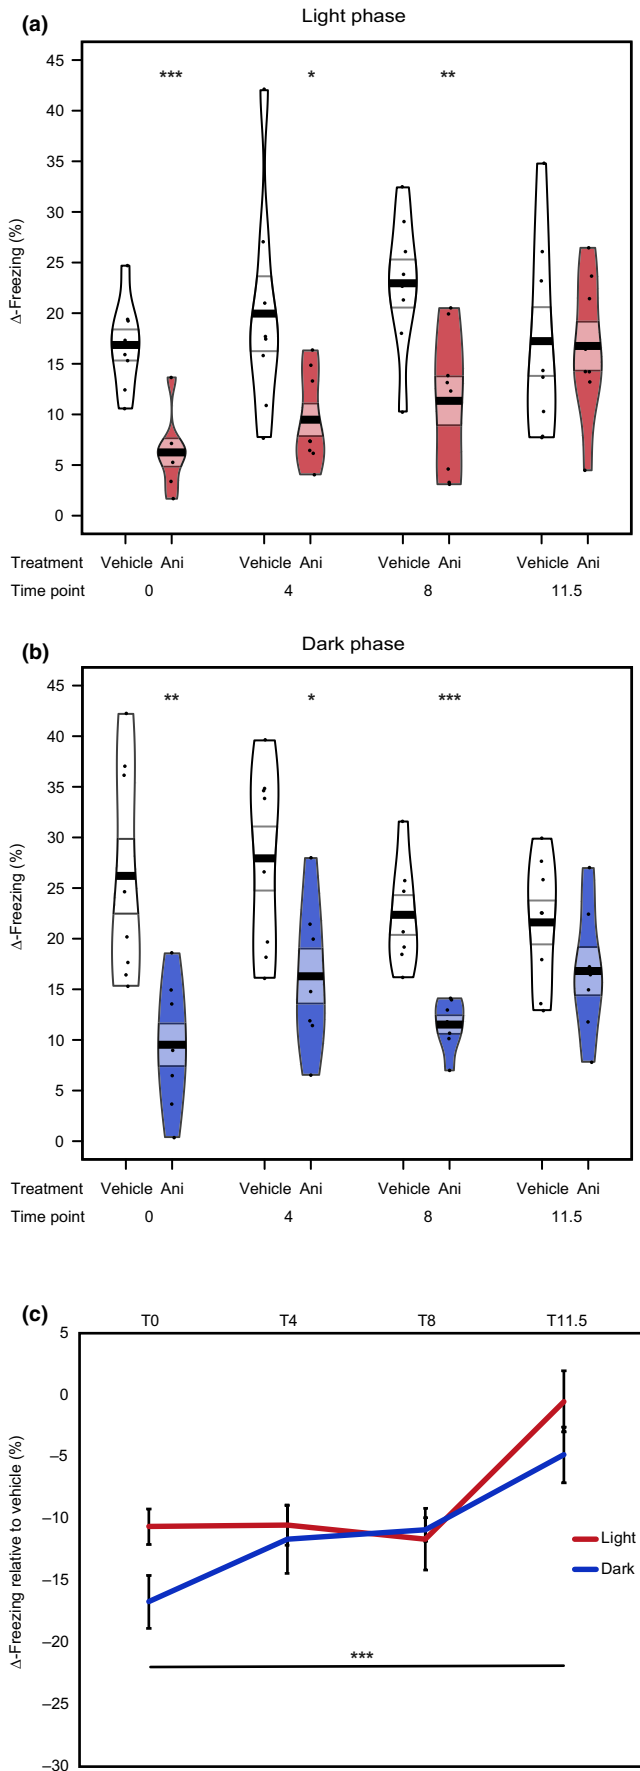 (a)
Light phase
*** * **
45
40
35
30
25
20
15
10
5
0
Δ-Freezing (%)
Treatment Vehicle Ani Vehicle Ani Vehicle Ani Vehicle Ani
Time point 0 4 8 11.5
(b)
Dark phase
** * ***
45
40
35
30
25
20
15
10
5
0
Δ-Freezing (%)
Treatment Vehicle Ani Vehicle Ani Vehicle Ani Vehicle Ani
Time point 0 4 8 11.5
(c)
T0 T4 T8 T11.5
5
0
–5
–10
–15
–20
–25
–30
Δ-Freezing relative to vehicle (%)
Light
Dark
***